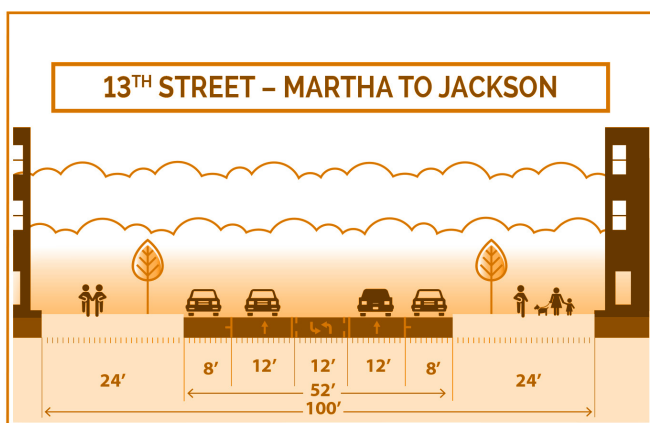 13TH STREET – MARTHA TO JACKSON
24’ 8’ 12’ 12’ 12’ 8’ 24’
52’
100’